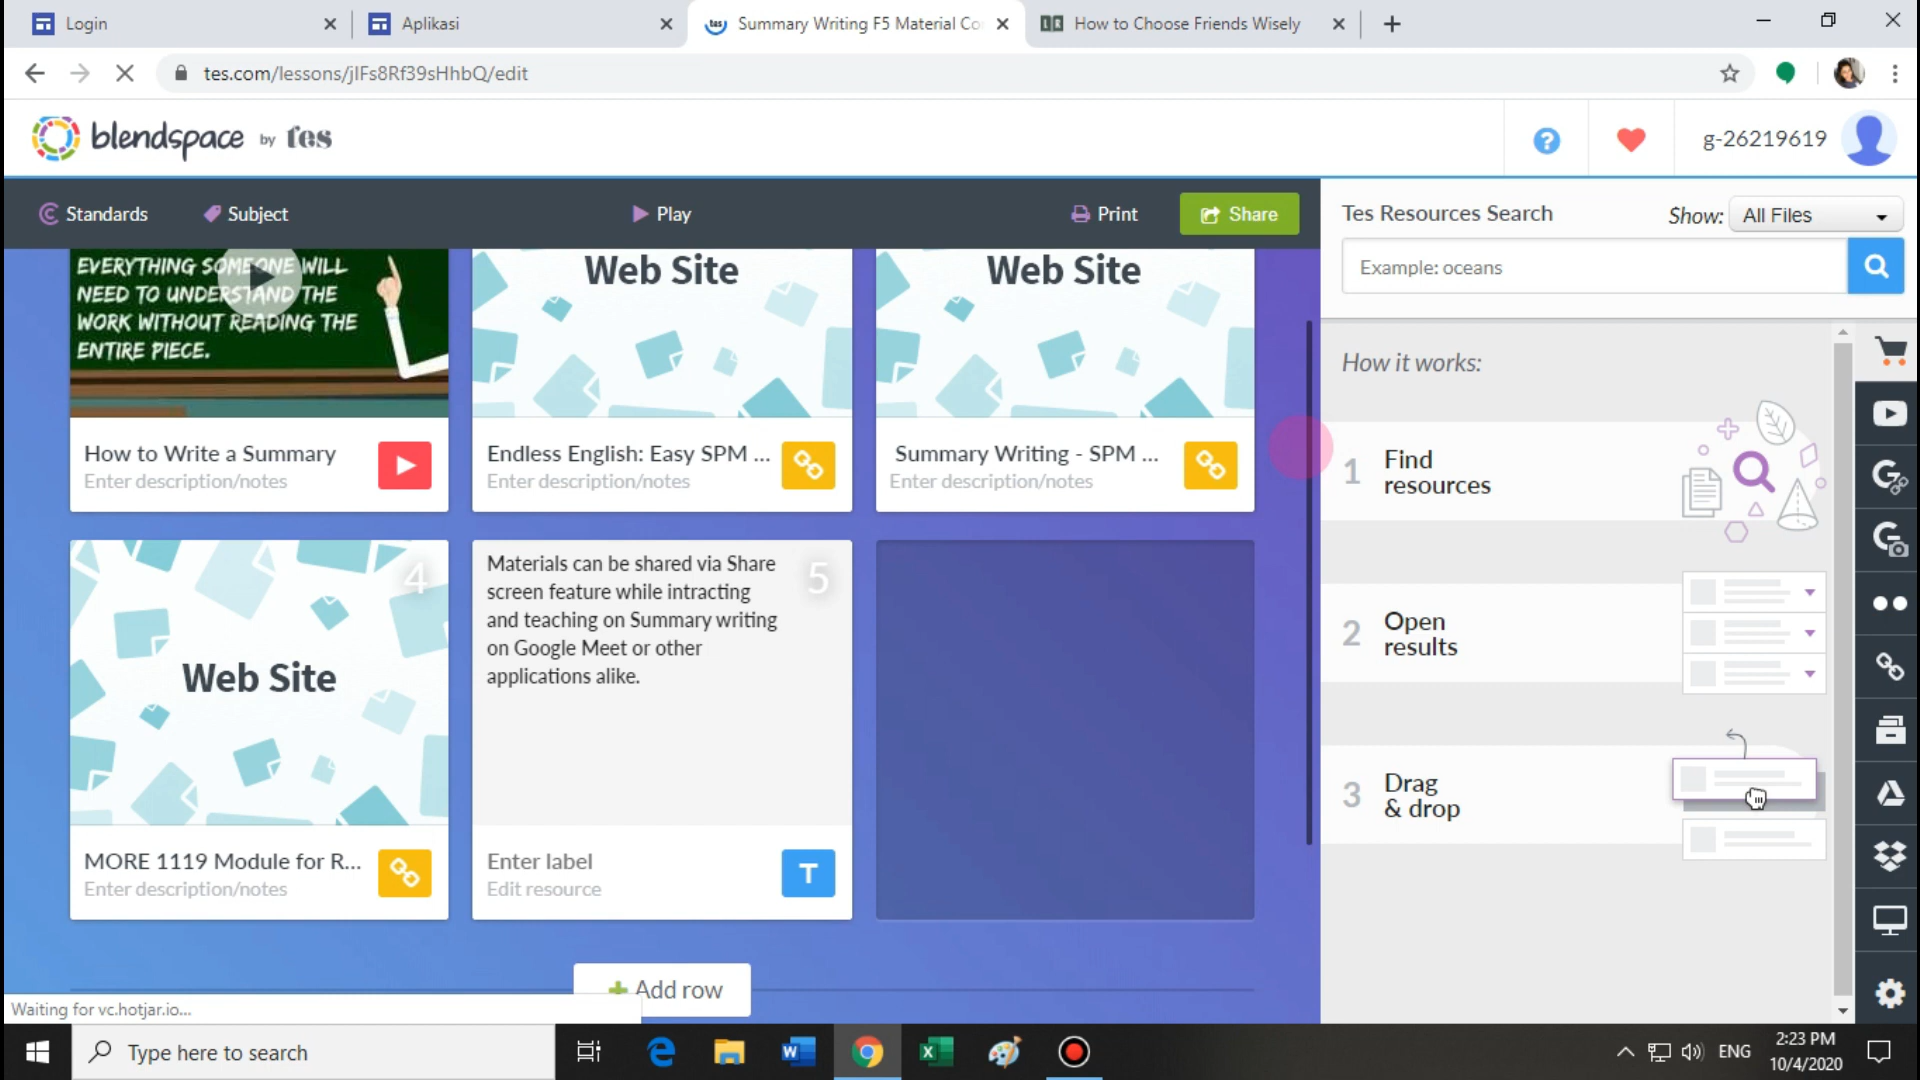 Login
Aplikasi
Summary Writing F5 Material Co
How to Choose Friends Wisely
tes.com/lessons/jIFs8Rf39sHhbQ/edit
blendspace by tes
g-26219619
Standards
Subject
Play
Print
Share
Tes Resources Search
Show: All Files
Example: oceans
EVERYTHING SOMEONE WILL
NEED TO UNDERSTAND THE
WORK WITHOUT READING THE
ENTIRE PIECE.
Web Site
Web Site
How to Write a Summary
Enter description/notes
Endless English: Easy SPM ...
Enter description/notes
Summary Writing - SPM ...
Enter description/notes
4
Web Site
MORE 1119 Module for R...
Enter description/notes
5
Materials can be shared via Share
screen feature while intracting
and teaching on Summary writing
on Google Meet or other
applications alike.
Enter label
Edit resource
T
Add row
How it works:
1 Find
resources
2 Open
results
3 Drag
& drop
Waiting for vc.hotjar.io...
Type here to search
ENG
2:23 PM
10/4/2020